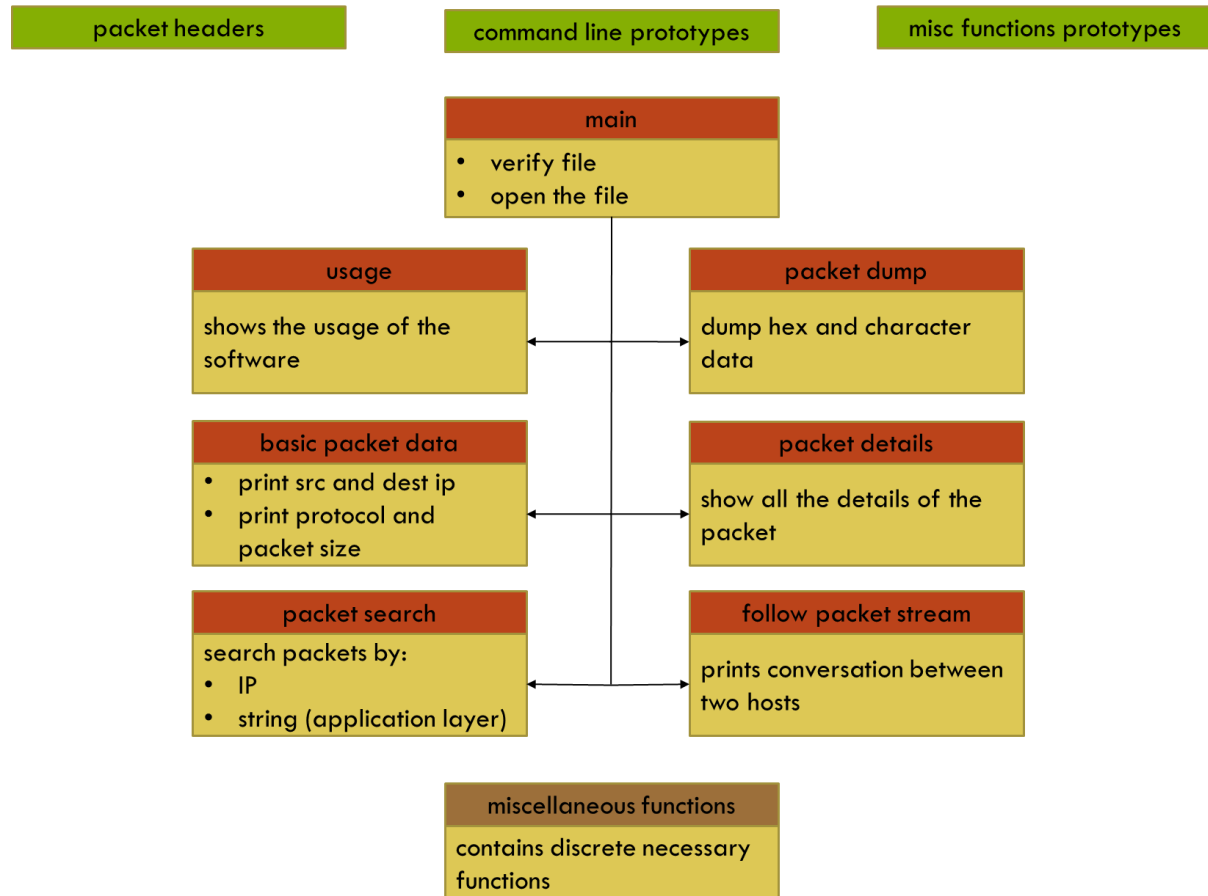 packet headers
command line prototypes
misc functions prototypes
main
• verify file
• open the file
usage
shows the usage of the
software
packet dump
dump hex and character
data
basic packet data
• print src and dest ip
• print protocol and
packet size
packet details
show all the details of the
packet
packet search
search packets by:
• IP
• string (application layer)
follow packet stream
prints conversation between
two hosts
miscellaneous functions
contains discrete necessary
functions